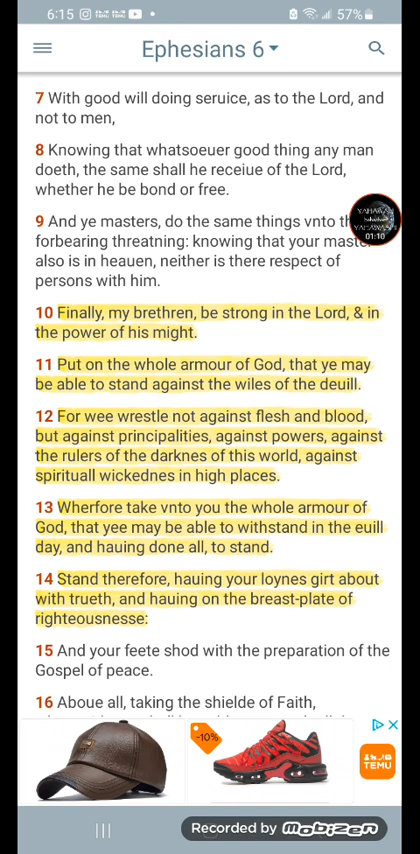 6:15 TEMU TEMU 57%
Ephesians 6
7 With good will doing seruice, as to the Lord, and
not to men,
8 Knowing that whatsoeuer good thing any man
doeth, the same shall he receiue of the Lord,
whether he be bond or free.
9 And ye masters, do the same things vnto
forbearing threatning: knowing that your
also is in heauen, neither is there respect of
persons with him.
YAHAWAH
YAHAWASHI
01:10
10 Finally, my brethren, be strong in the Lord, & in
the power of his might.
11 Put on the whole armour of God, that ye may
be able to stand against the wiles of the deuill.
12 For wee wrestle not against flesh and blood,
but against principalities, against powers, against
the rulers of the darknes of this world, against
spirituall wickednes in high places.
13 Wherfore take vnto you the whole armour of
God, that yee may be able to withstand in the euill
day, and hauing done all, to stand.
14 Stand therefore, hauing your loynes girt about
with trueth, and hauing on the breast-plate of
righteousnesse:
15 And your feete shod with the preparation of the
Gospel of peace.
16 Aboue all, taking the shielde of Faith,
-10%
TEMU
Recorded by mobizen